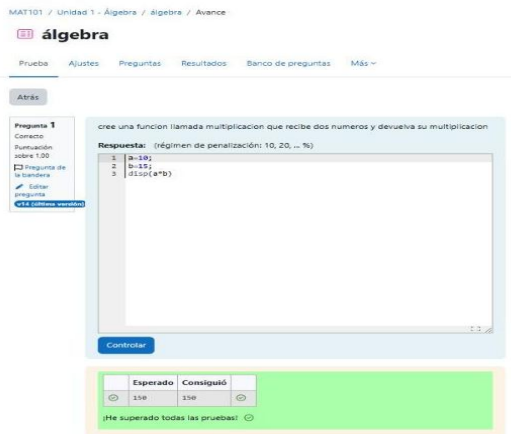 MAT101 / Unidad 1 - Álgebra / álgebra / Avance
álgebra
Prueba Ajustes Preguntas Resultados Banco de preguntas Más
Atrás
Pregunta 1
Correcto
Puntuación
sobre 1,00
Pregunta de
la bandera
Editar
pregunta
v14 (última versión)
cree una funcion llamada multiplicacion que recibe dos numeros y devuelva su multiplicacion
Respuesta: (régimen de penalización: 10, 20, ... %)
1 a=10;
2 b=15;
3 disp(a*b)
Controlar
Esperado Consiguió
150 150
¡He superado todas las pruebas!